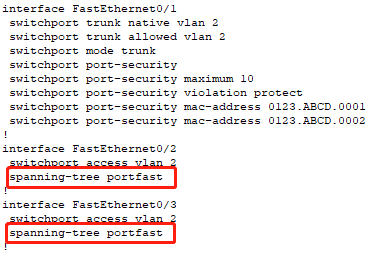 interface FastEthernet0/1
switchport trunk native vlan 2
switchport trunk allowed vlan 2
switchport mode trunk
switchport port-security
switchport port-security maximum 10
switchport port-security violation protect
switchport port-security mac-address 0123.ABCD.0001
switchport port-security mac-address 0123.ABCD.0002
!
interface FastEthernet0/2
switchport access vlan 2
spanning-tree portfast
!
interface FastEthernet0/3
switchport access vlan 2
spanning-tree portfast
!